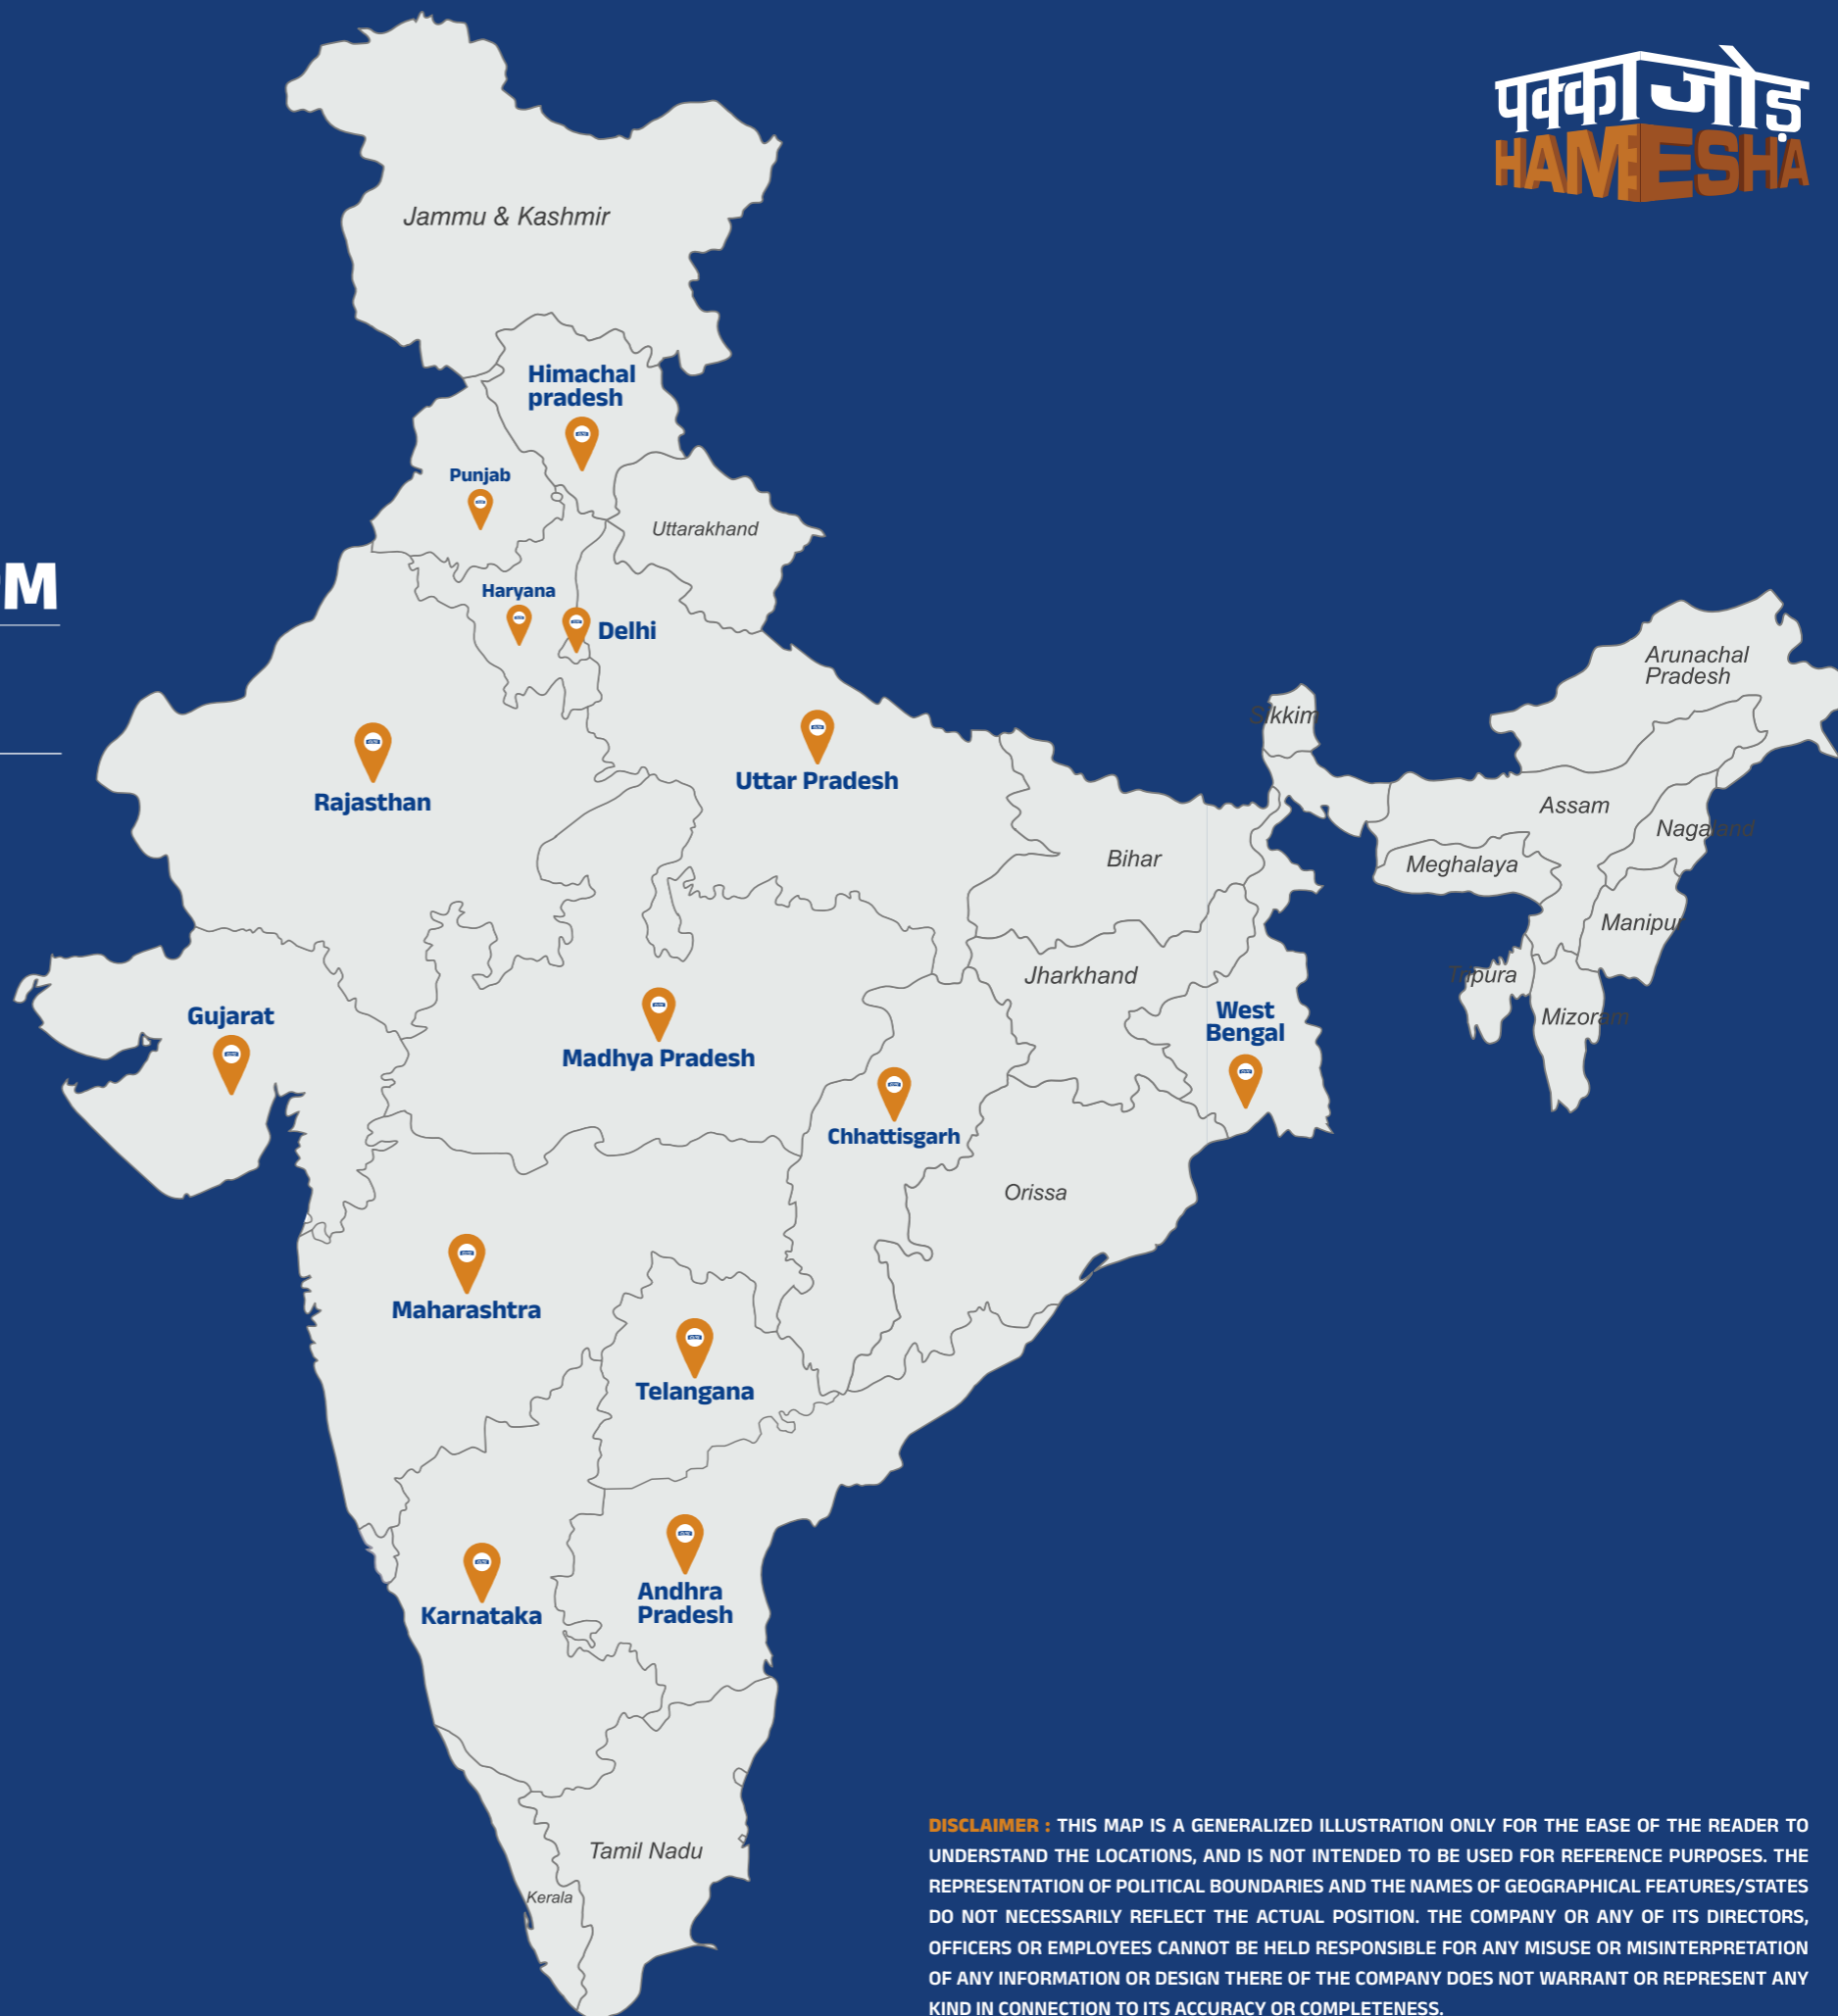 पक्का जोड़
HAMEESHA
Jammu & Kashmir
Himachal
pradesh
Punjab
Uttarakhand
M
Haryana
Delhi
Arunachal
Pradesh
Sikkim
Rajasthan
Uttar Pradesh
Assam
Nagaland
Bihar
Meghalaya
Manipu
Jharkhand
Tripura
West
Bengal
Gujarat
Mizoram
Madhya Pradesh
Chhattisgarh
Orissa
Maharashtra
Telangana
Andhra
Pradesh
Karnataka
Tamil Nadu
Kerala
DISCLAIMER : THIS MAP IS A GENERALIZED ILLUSTRATION ONLY FOR THE EASE OF THE READER TO
UNDERSTAND THE LOCATIONS, AND IS NOT INTENDED TO BE USED FOR REFERENCE PURPOSES. THE
REPRESENTATION OF POLITICAL BOUNDARIES AND THE NAMES OF GEOGRAPHICAL FEATURES/STATES
DO NOT NECESSARILY REFLECT THE ACTUAL POSITION. THE COMPANY OR ANY OF ITS DIRECTORS,
OFFICERS OR EMPLOYEES CANNOT BE HELD RESPONSIBLE FOR ANY MISUSE OR MISINTERPRETATION
OF ANY INFORMATION OR DESIGN THERE OF THE COMPANY DOES NOT WARRANT OR REPRESENT ANY
KIND IN CONNECTION TO ITS ACCURACY OR COMPLETENESS.